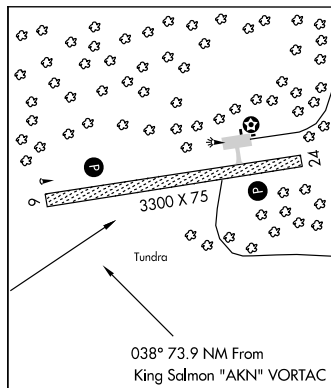 P
6
3300 X 75
24
P
Tundra
038° 73.9 NM From
King Salmon "AKN" VORTAC